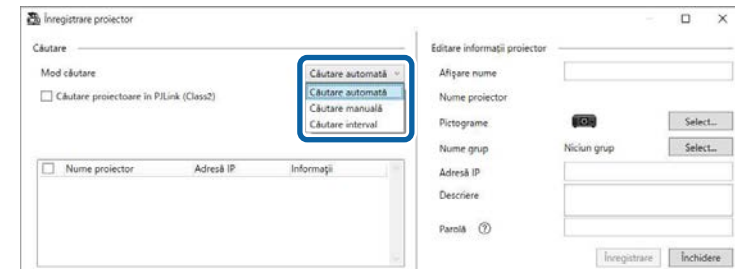 Înregistrare proiector
Căutare
Mod căutare
Căutare automată
Căutare automată
Căutare manuală
Căutare interval
Căutare proiectoare în PJLink (Class2)
Nume proiector Adresă IP Informații
Editare informații proiector
Afișare nume
Nume proiector
Pictograme
Select...
Nume grup
Niciun grup
Select...
Adresă IP
Descriere
Parolă ?
Înregistrare
Închidere